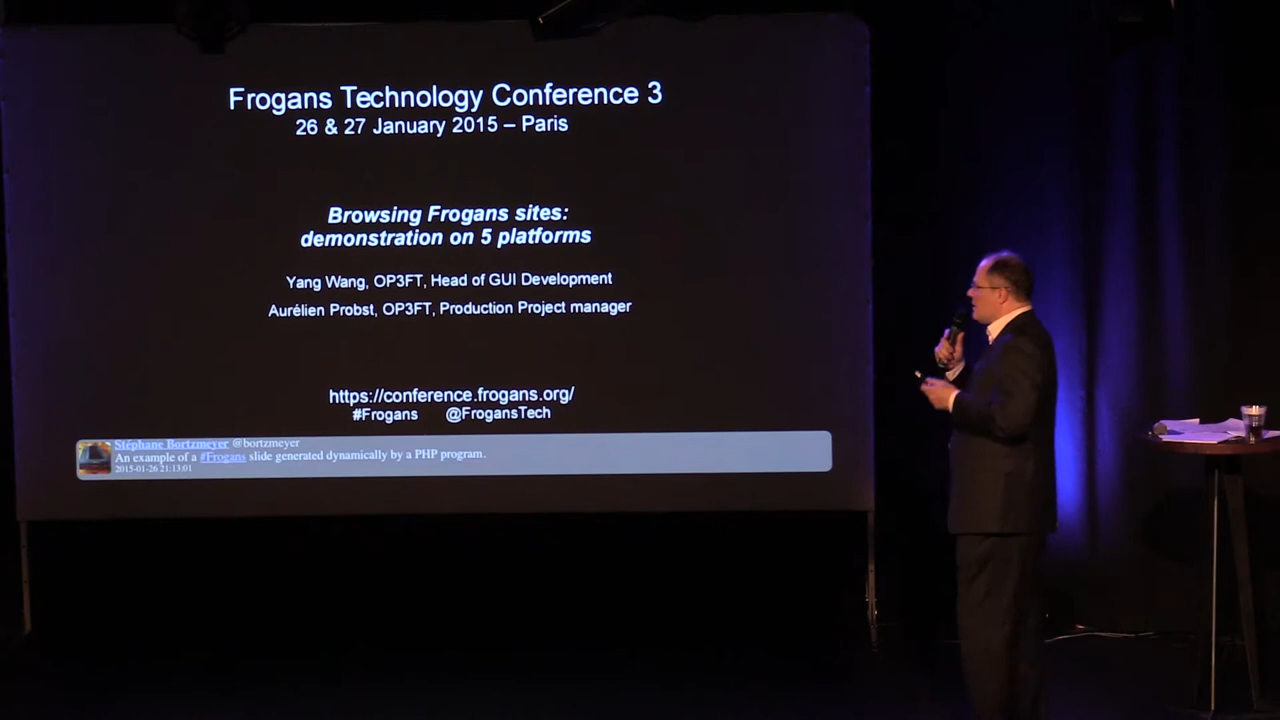 Frogans Technology Conference 3
26 & 27 January 2015 – Paris
Browsing Frogans sites:
demonstration on 5 platforms
Yang Wang, OP3FT, Head of GUI Development
Aurélien Probst, OP3FT, Production Project manager
https://conference.frogans.org/
#Frogans @FrogansTech
Stéphane Bortzmeyer @bortzmeyer
An example of a #Frogans slide generated dynamically by a PHP program.
2015-01-26 21:13:01